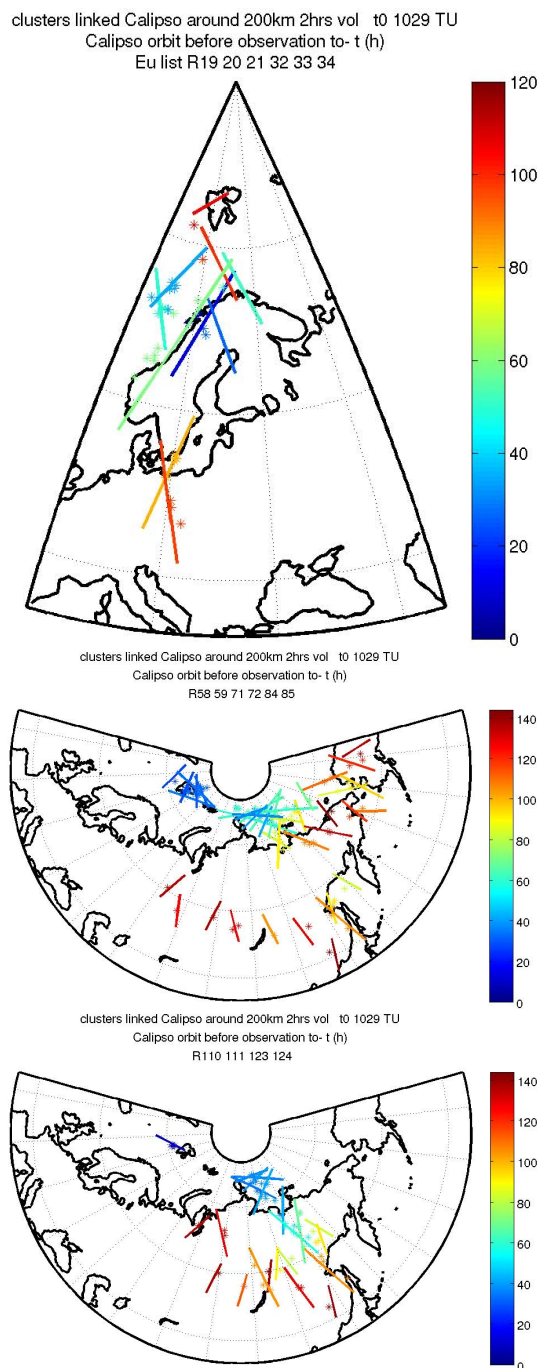 clusters linked Calipso around 200km 2hrs vol t0 1029 TU
Calipso orbit before observation to- t (h)
Eu list R19 20 21 32 33 34
120
100
80
60
40
20
0
clusters linked Calipso around 200km 2hrs vol t0 1029 TU
Calipso orbit before observation to- t (h)
R58 59 71 72 84 85
140
120
100
80
60
40
20
0
clusters linked Calipso around 200km 2hrs vol t0 1029 TU
Calipso orbit before observation to- t (h)
R110 111 123 124
140
120
100
80
60
40
20
0